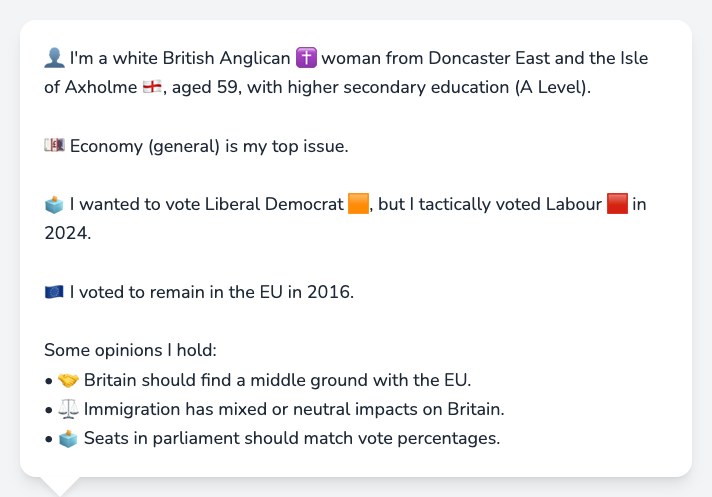 👤 I'm a white British Anglican ✝️ woman from Doncaster East and the Isle
of Axholme 🏴󠁧󠁢󠁥󠁮󠁧󠁿, aged 59, with higher secondary education (A Level).
💷 Economy (general) is my top issue.
🗳️ I wanted to vote Liberal Democrat 🟧, but I tactically voted Labour 🟥 in
2024.
🇪🇺 I voted to remain in the EU in 2016.
Some opinions I hold:
• 🤝 Britain should find a middle ground with the EU.
• ⚖️ Immigration has mixed or neutral impacts on Britain.
• 🗳️ Seats in parliament should match vote percentages.